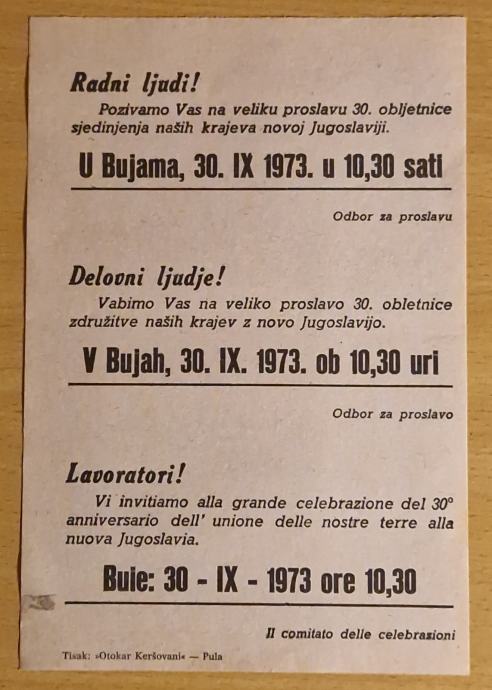 Radni ljudi!
Pozivamo Vas na veliku proslavu 30. obljetnice
sjedinjenja naših krajeva novoj Jugoslaviji.
U Bujama, 30. IX 1973. u 10,30 sati
Odbor za proslavu
Delovni ljudje!
Vabimo Vas na veliko proslavo 30. obletnice
združitve naših krajev z novo Jugoslavijo.
V Bujah, 30. IX. 1973. ob 10,30 uri
Odbor za proslavo
Lavoratori!
Vi invitiamo alla grande celebrazione del 30°
anniversario dell' unione delle nostre terre alla
nuova Jugoslavia.
Buie: 30 - IX - 1973 ore 10,30
Il comitato delle celebrazioni
Tisak: »Otokar Keršovani« — Pula